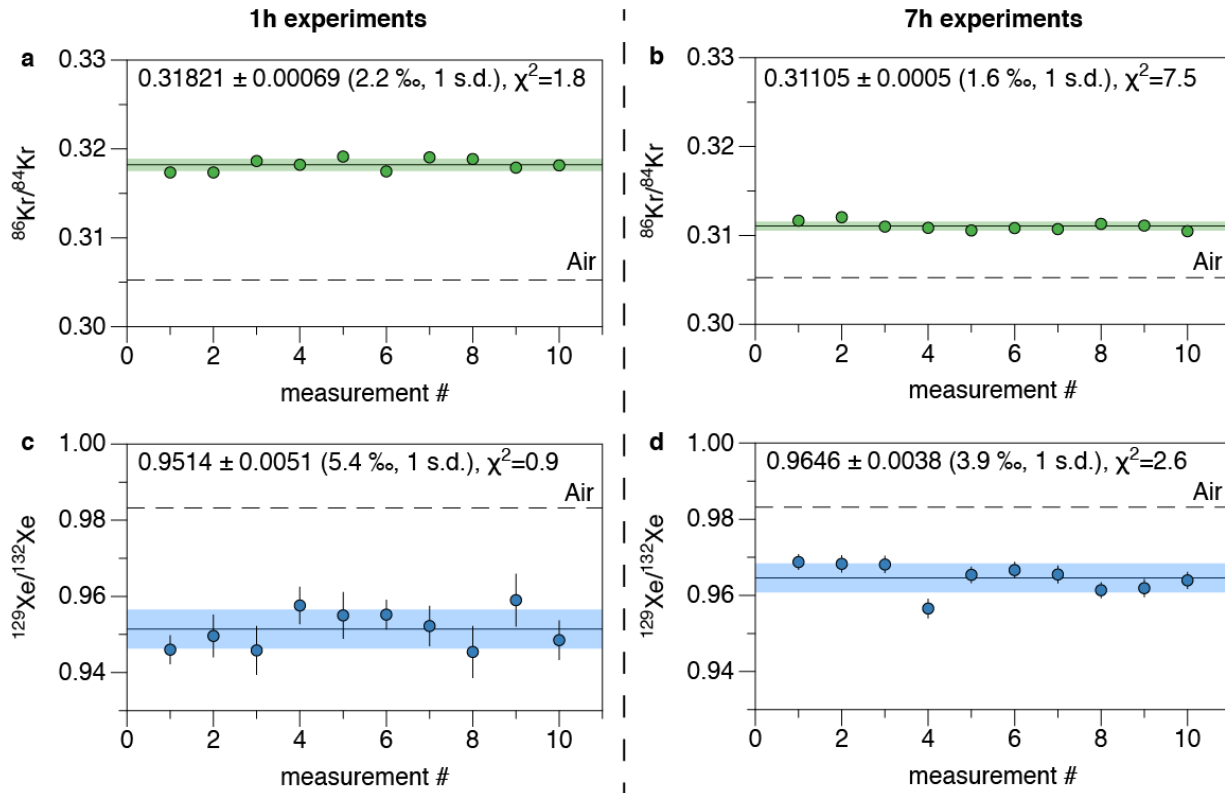 1h experiments
7h experiments
a
0.31821 ± 0.00069 (2.2 ‰, 1 s.d.), χ²=1.8
Air
0.33
0.32
0.31
0.30
⁸⁶Kr/⁸⁴Kr
0 2 4 6 8 10
measurement #
b
0.31105 ± 0.0005 (1.6 ‰, 1 s.d.), χ²=7.5
Air
0.33
0.32
0.31
0.30
⁸⁶Kr/⁸⁴Kr
0 2 4 6 8 10
measurement #
c
0.9514 ± 0.0051 (5.4 ‰, 1 s.d.), χ²=0.9
Air
1.00
0.98
0.96
0.94
¹²⁹Xe/¹³²Xe
0 2 4 6 8 10
measurement #
d
0.9646 ± 0.0038 (3.9 ‰, 1 s.d.), χ²=2.6
Air
1.00
0.98
0.96
0.94
¹²⁹Xe/¹³²Xe
0 2 4 6 8 10
measurement #